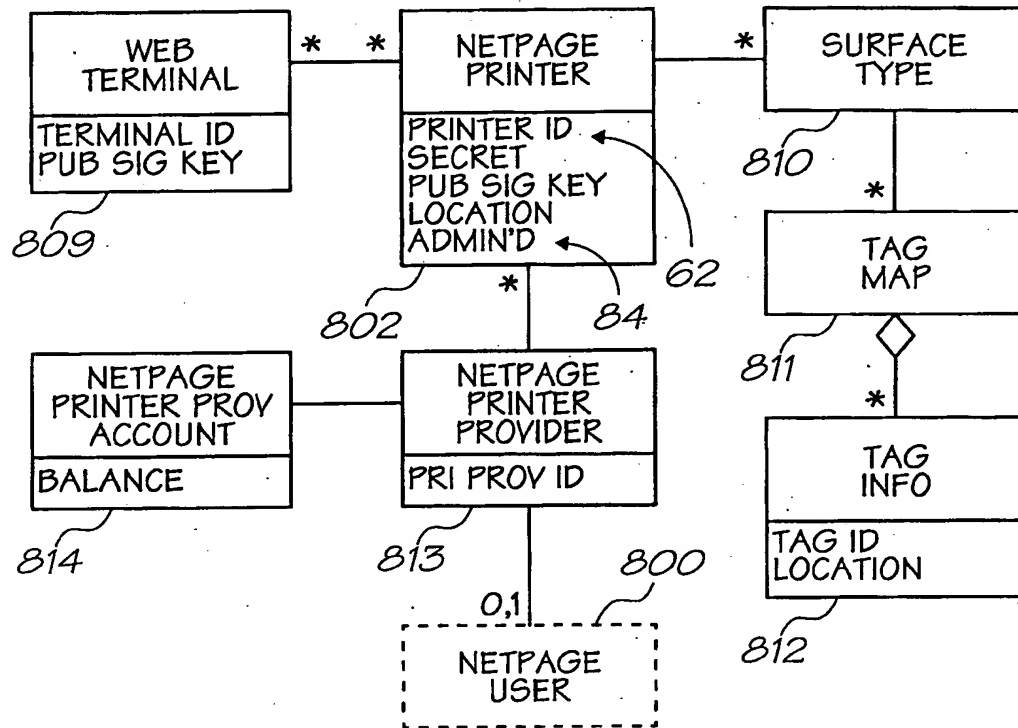 WEB
TERMINAL
TERMINAL ID
PUB SIG KEY
809
*
*
NETPAGE
PRINTER
PRINTER ID
SECRET
PUB SIG KEY
LOCATION
ADMIN'D
802
*
84
62
*
SURFACE
TYPE
810
*
TAG
MAP
811
*
TAG
INFO
TAG ID
LOCATION
812
NETPAGE
PRINTER PROV
ACCOUNT
BALANCE
814
NETPAGE
PRINTER
PROVIDER
PRI PROV ID
813
800
0,1
NETPAGE
USER